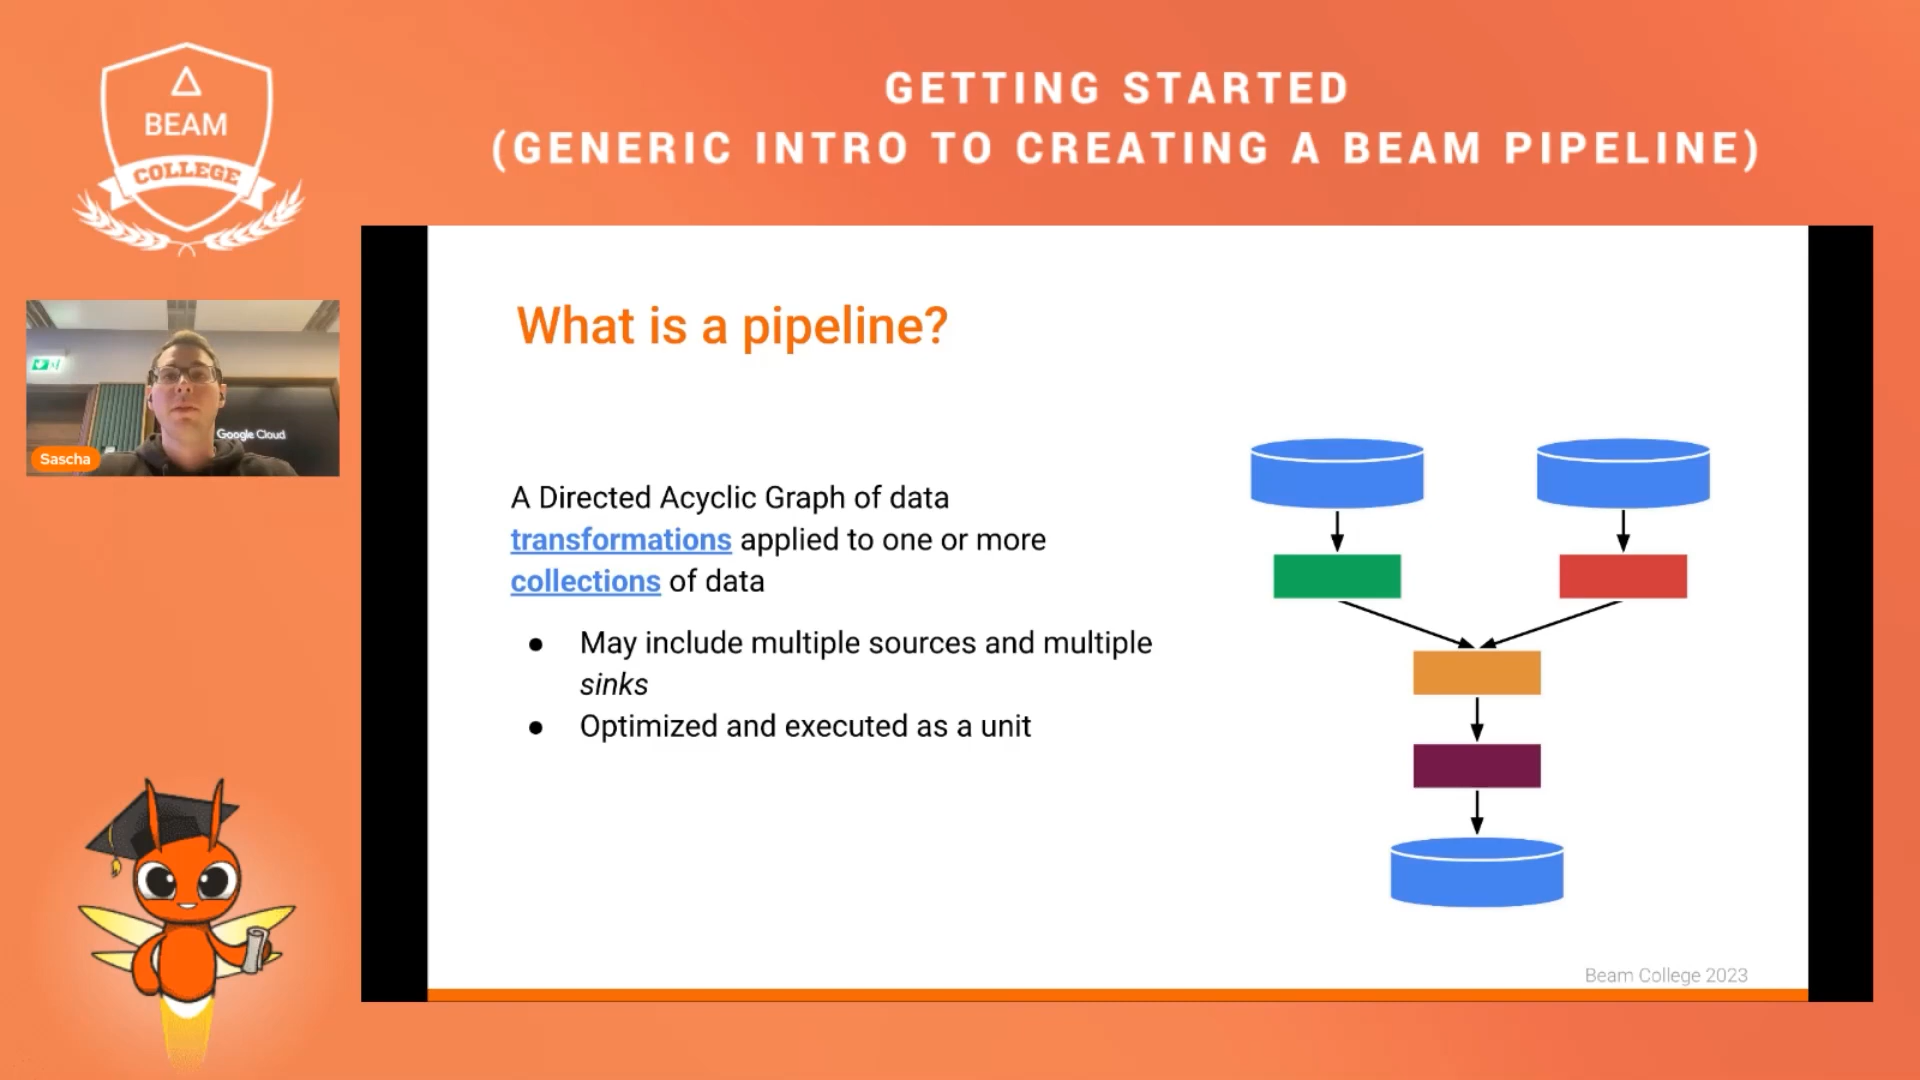 BEAM
COLLEGE
GETTING STARTED
(GENERIC INTRO TO CREATING A BEAM PIPELINE)
Google Cloud
Sascha
What is a pipeline?
A Directed Acyclic Graph of data
transformations applied to one or more
collections of data
● May include multiple sources and multiple
sinks
● Optimized and executed as a unit
Beam College 2023